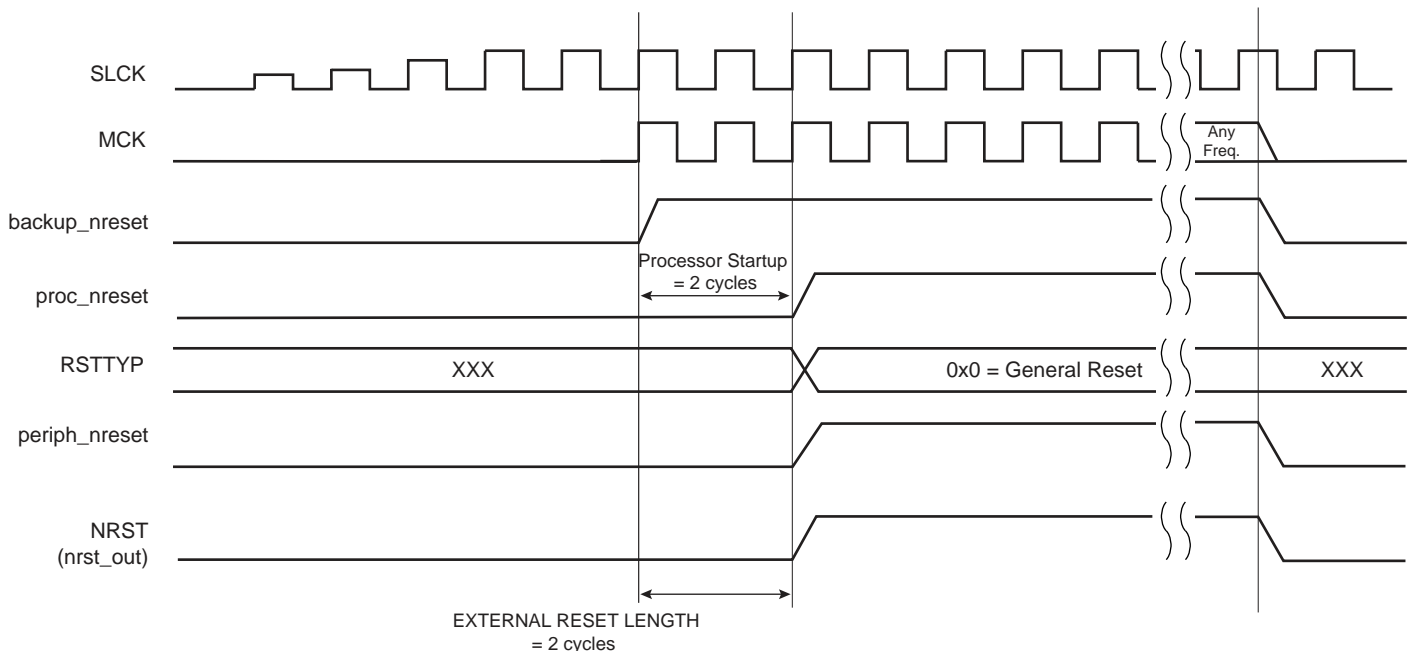 SLCK
MCK
Any
Freq.
backup_nreset
Processor Startup
= 2 cycles
proc_nreset
RSTTYP
XXX
0x0 = General Reset
XXX
periph_nreset
NRST
(nrst_out)
EXTERNAL RESET LENGTH
= 2 cycles